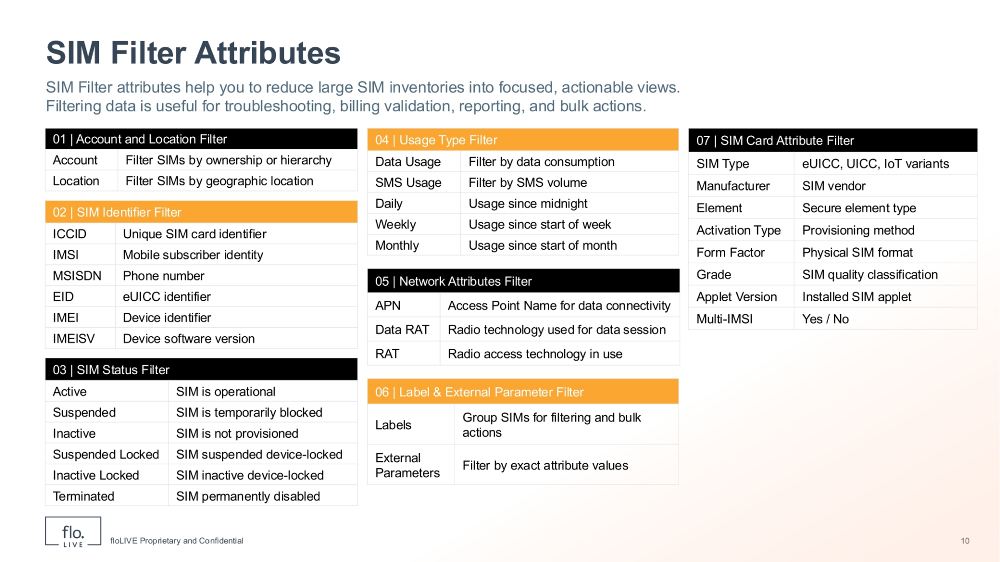 SIM Filter Attributes
SIM Filter attributes help you to reduce large SIM inventories into focused, actionable views.
Filtering data is useful for troubleshooting, billing validation, reporting, and bulk actions.
01 | Account and Location Filter
Account Filter SIMs by ownership or hierarchy
Location Filter SIMs by geographic location
02 | SIM Identifier Filter
ICCID Unique SIM card identifier
IMSI Mobile subscriber identity
MSISDN Phone number
EID eUICC identifier
IMEI Device identifier
IMEISV Device software version
03 | SIM Status Filter
Active SIM is operational
Suspended SIM is temporarily blocked
Inactive SIM is not provisioned
Suspended Locked SIM suspended device-locked
Inactive Locked SIM inactive device-locked
Terminated SIM permanently disabled
04 | Usage Type Filter
Data Usage Filter by data consumption
SMS Usage Filter by SMS volume
Daily Usage since midnight
Weekly Usage since start of week
Monthly Usage since start of month
05 | Network Attributes Filter
APN Access Point Name for data connectivity
Data RAT Radio technology used for data session
RAT Radio access technology in use
06 | Label & External Parameter Filter
Labels Group SIMs for filtering and bulk
actions
External
Parameters Filter by exact attribute values
07 | SIM Card Attribute Filter
SIM Type eUICC, UICC, IoT variants
Manufacturer SIM vendor
Element Secure element type
Activation Type Provisioning method
Form Factor Physical SIM format
Grade SIM quality classification
Applet Version Installed SIM applet
Multi-IMSI Yes / No
flo.
LIVE
floLIVE Proprietary and Confidential
10